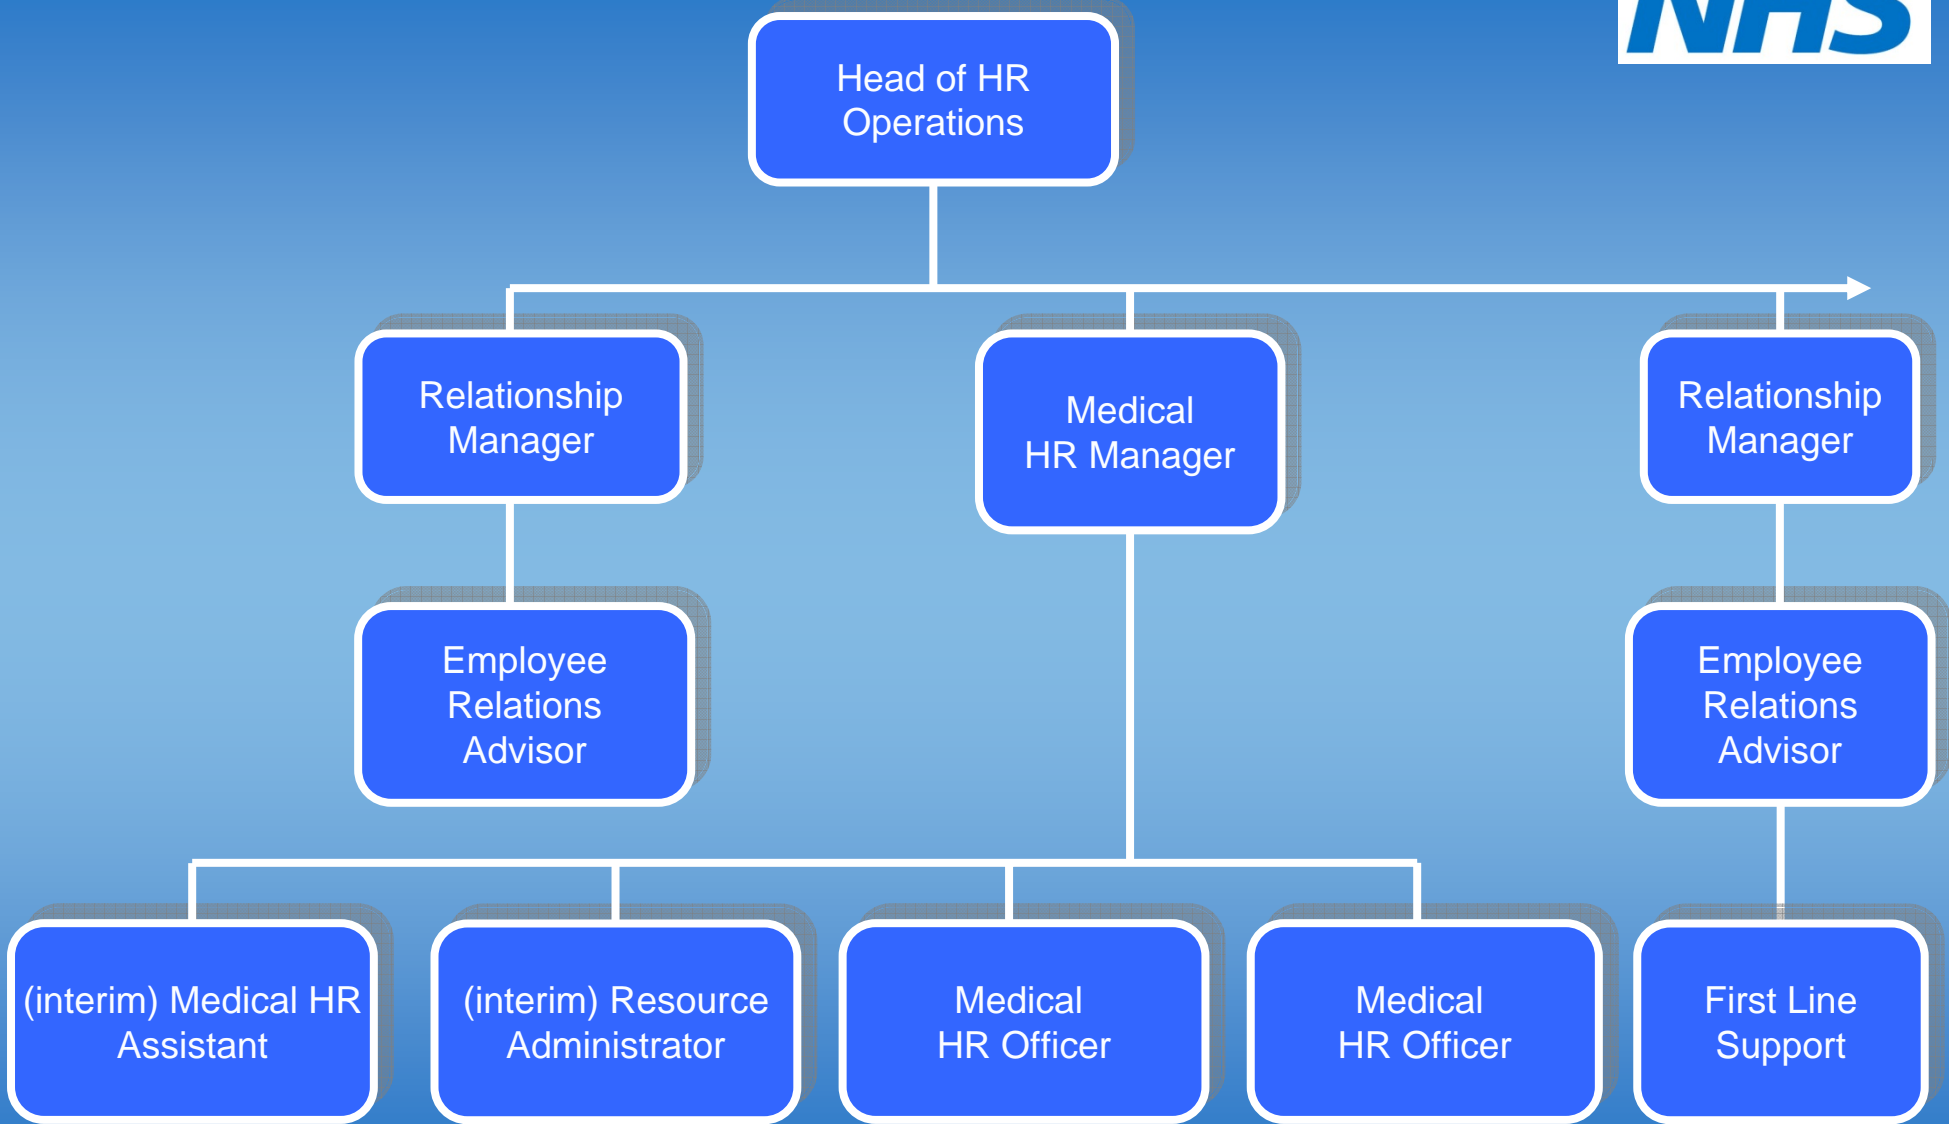 NHS
Head of HR
Operations
Relationship
Manager
Medical
HR Manager
Relationship
Manager
Employee
Relations
Advisor
Employee
Relations
Advisor
(interim) Medical HR
Assistant
(interim) Resource
Administrator
Medical
HR Officer
Medical
HR Officer
First Line
Support